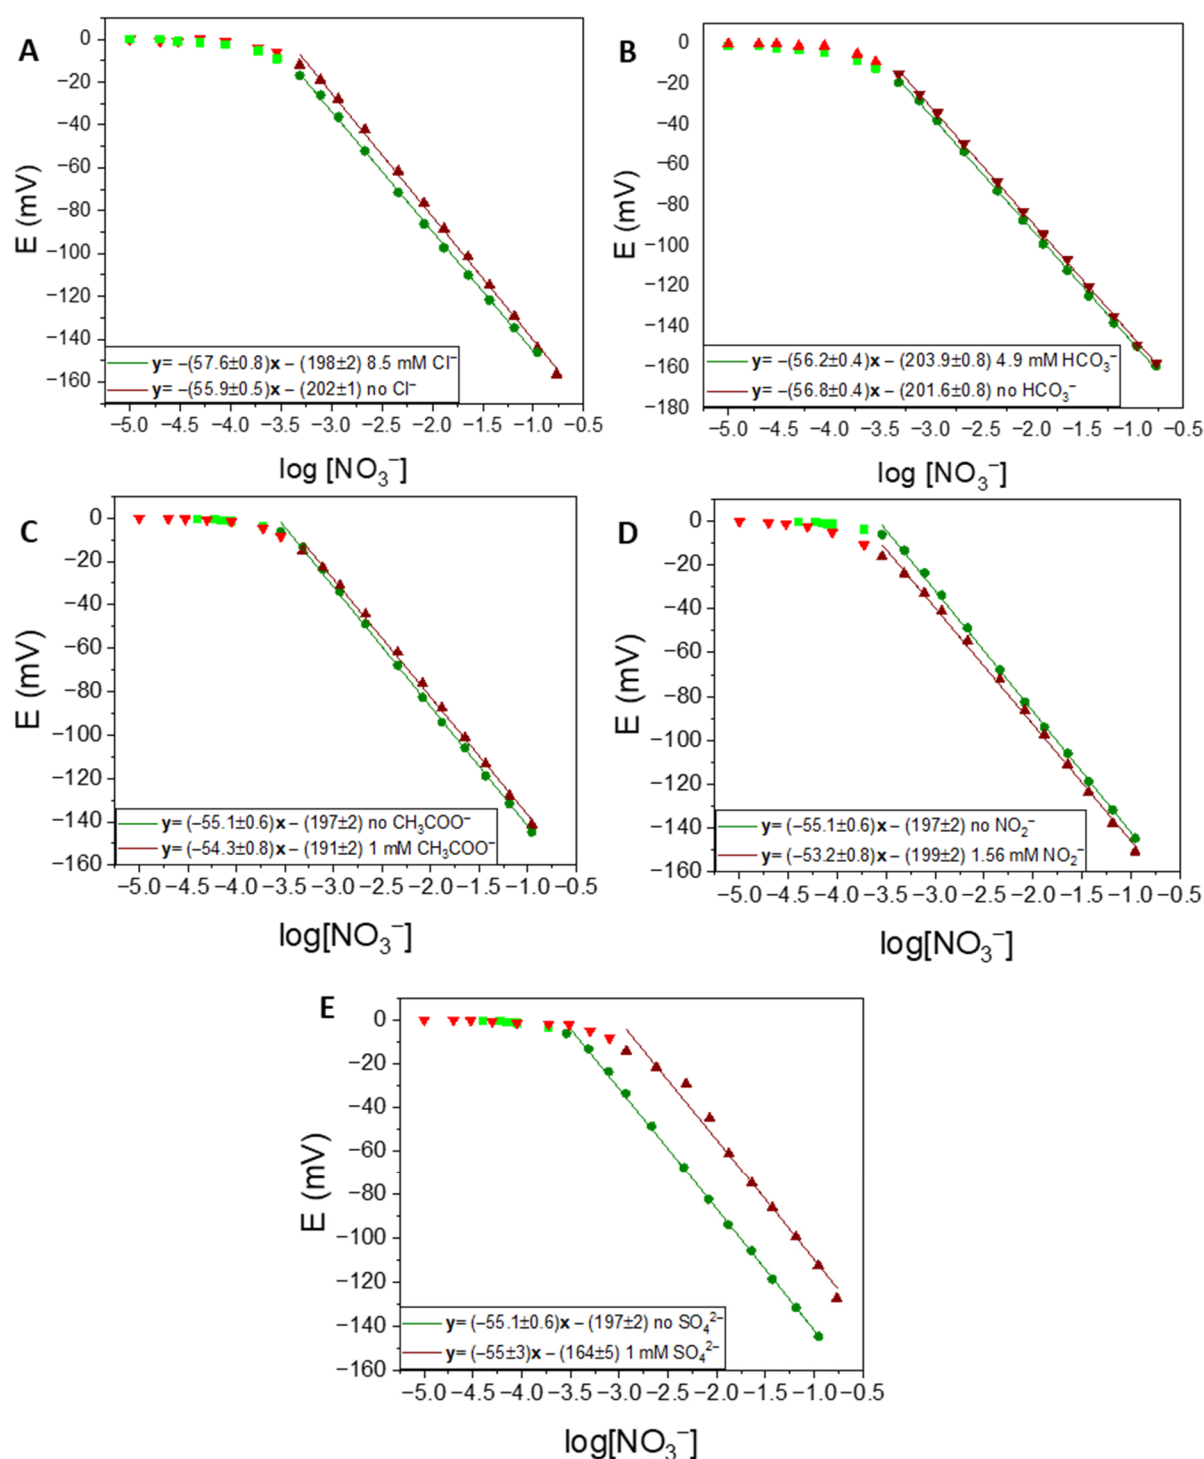 A
0
−20
−40
−60
−80
−100
−120
−140
−160
E (mV)
y= −(57.6±0.8)x − (198±2) 8.5 mM Cl⁻
y= −(55.9±0.5)x − (202±1) no Cl⁻
−5.0 −4.5 −4.0 −3.5 −3.0 −2.5 −2.0 −1.5 −1.0 −0.5
log [NO₃⁻]
B
0
−20
−40
−60
−80
−100
−120
−140
−160
−180
E (mV)
y= −(56.2±0.4)x − (203.9±0.8) 4.9 mM HCO₃⁻
y= −(56.8±0.4)x − (201.6±0.8) no HCO₃⁻
−5.0 −4.5 −4.0 −3.5 −3.0 −2.5 −2.0 −1.5 −1.0 −0.5
log [NO₃⁻]
C
0
−20
−40
−60
−80
−100
−120
−140
−160
E (mV)
y= (−55.1±0.6)x − (197±2) no CH₃COO⁻
y= (−54.3±0.8)x − (191±2) 1 mM CH₃COO⁻
−5.0 −4.5 −4.0 −3.5 −3.0 −2.5 −2.0 −1.5 −1.0 −0.5
log[NO₃⁻]
D
0
−20
−40
−60
−80
−100
−120
−140
−160
E (mV)
y= (−55.1±0.6)x − (197±2) no NO₂⁻
y= (−53.2±0.8)x − (199±2) 1.56 mM NO₂⁻
−5.0 −4.5 −4.0 −3.5 −3.0 −2.5 −2.0 −1.5 −1.0 −0.5
log[NO₃⁻]
E
0
−20
−40
−60
−80
−100
−120
−140
−160
E (mV)
y= (−55.1±0.6)x − (197±2) no SO₄²⁻
y= (−55±3)x − (164±5) 1 mM SO₄²⁻
−5.0 −4.5 −4.0 −3.5 −3.0 −2.5 −2.0 −1.5 −1.0 −0.5
log[NO₃⁻]